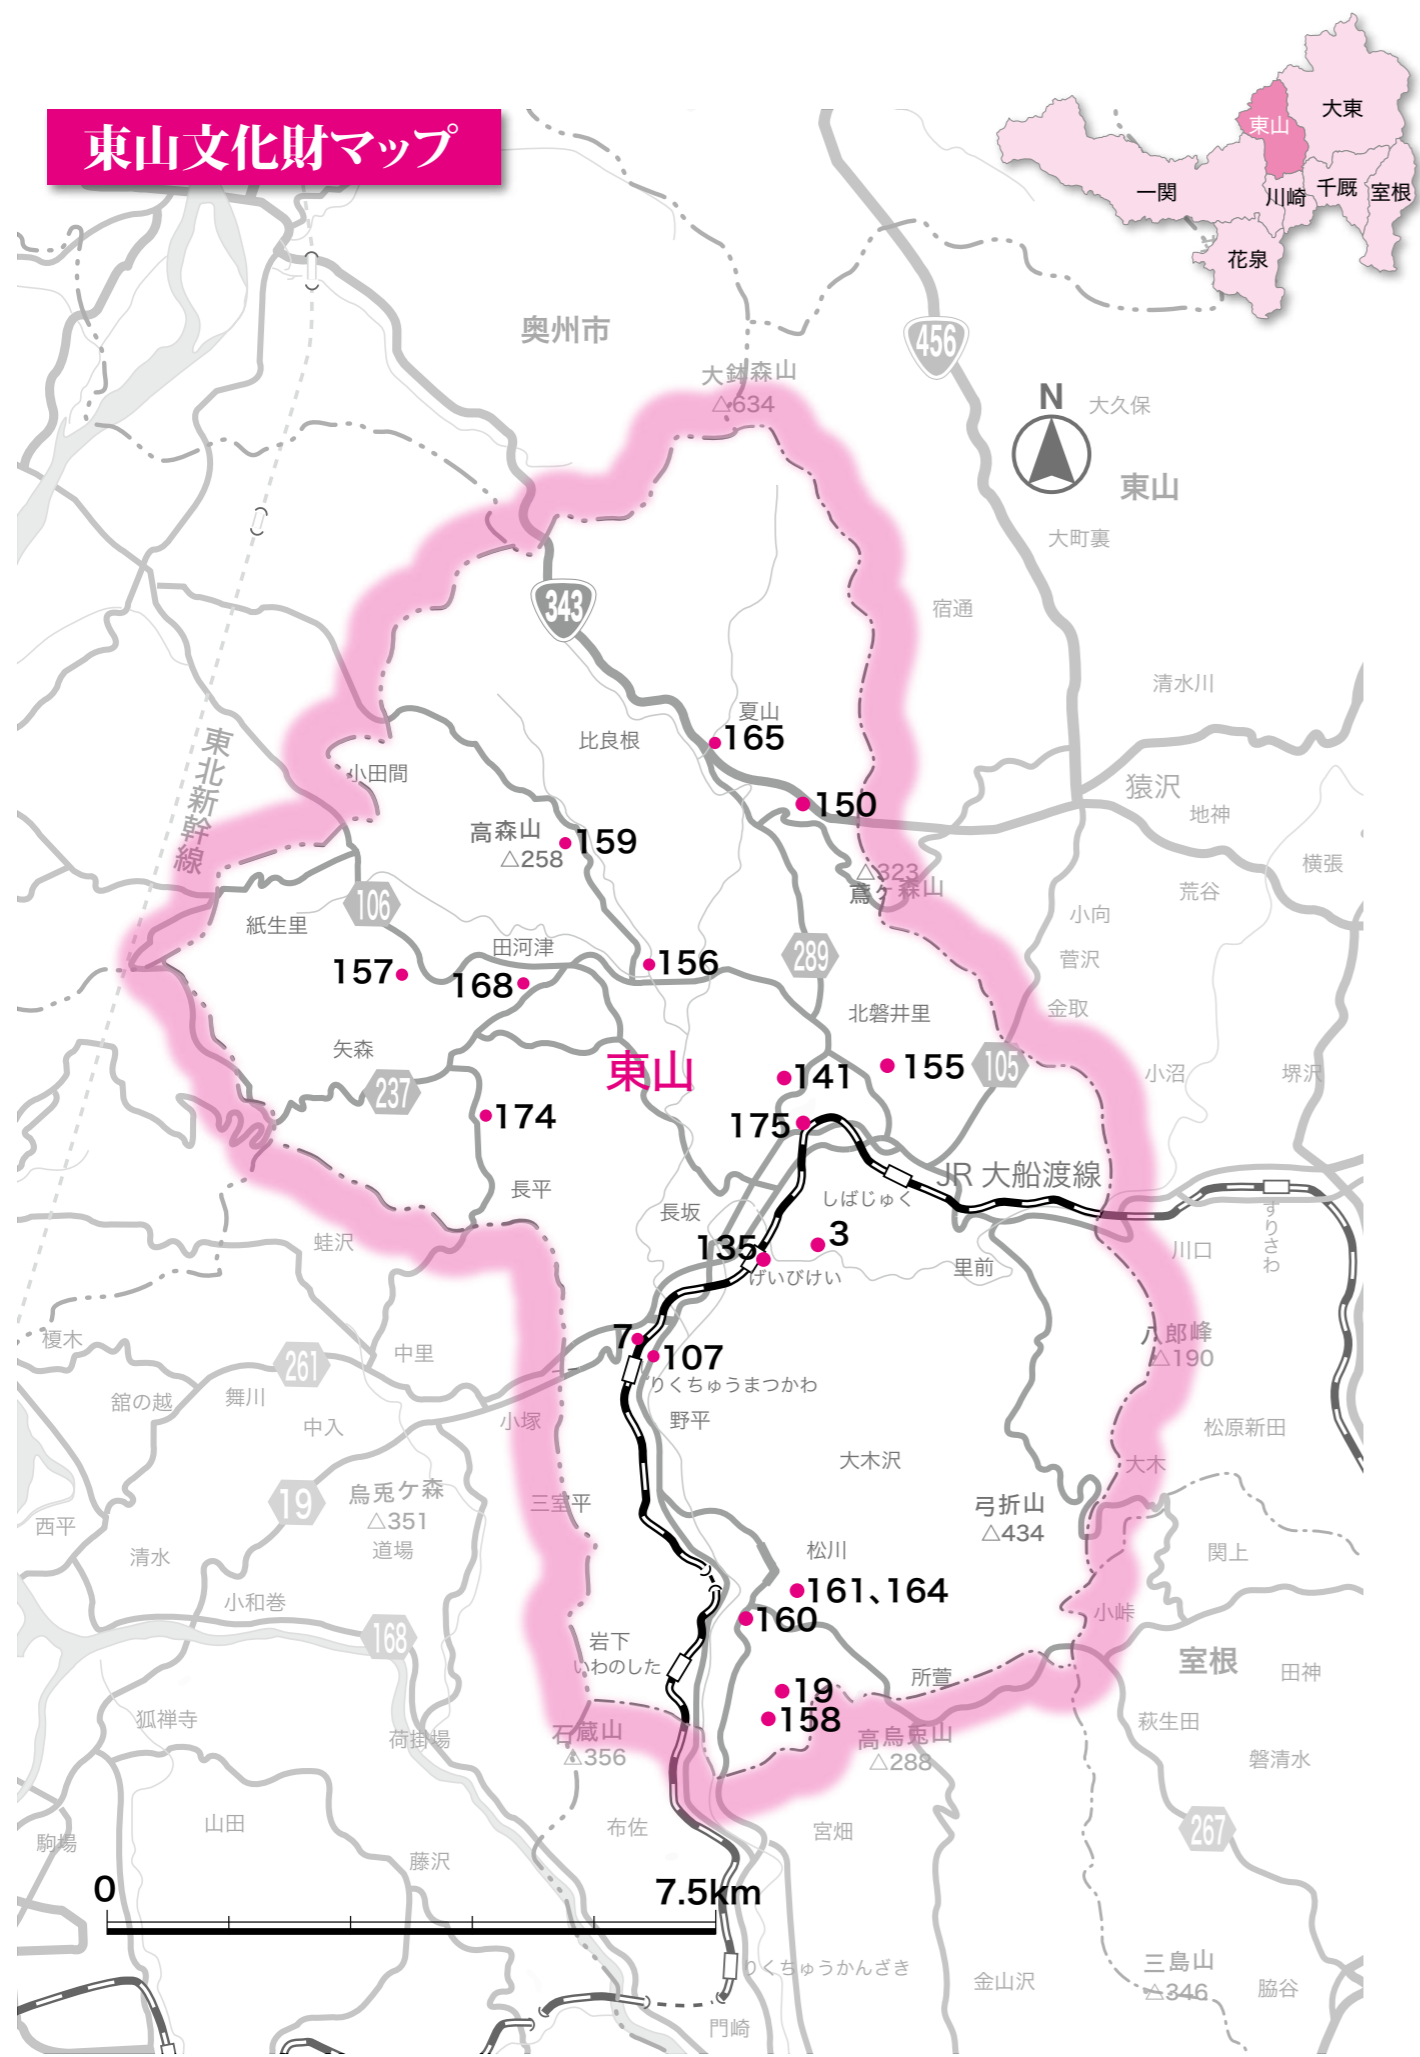 東山文化財マップ
大東
東山
一関
川崎
千厩
室根
花泉
奥州市
456
大鉢森山
△634
N
大久保
東山
大町裏
343
宿通
清水川
夏山
165
比良根
東北新幹線
小田間
猿沢
150
地神
高森山
△258
159
横張
△323
鳶ヶ森山
荒谷
106
小向
紙生里
田河津
289
菅沢
157
168
156
金取
北磐井里
矢森
東山
155
105
小沼
堺沢
141
237
174
175
JR 大船渡線
長平
しばじゅく
長坂
すりさわ
蛙沢
135
3
川口
げいびけい
里前
榎木
7
八郎峰
△190
261
中里
107
りくちゅうまつかわ
舘の越
舞川
中入
小塚
野平
松原新田
大木沢
大木
19
烏兎ケ森
△351
三室平
弓折山
△434
西平
道場
清水
松川
関上
161、164
小和巻
160
小峠
168
岩下
いわのした
室根
田神
所萱
19
狐禅寺
荷掛場
石蔵山
△356
158
高烏兎山
△288
萩生田
磐清水
山田
布佐
宮畑
267
駒場
藤沢
0
7.5km
りくちゅうかんざき
金山沢
三島山
△346
脇谷
門崎